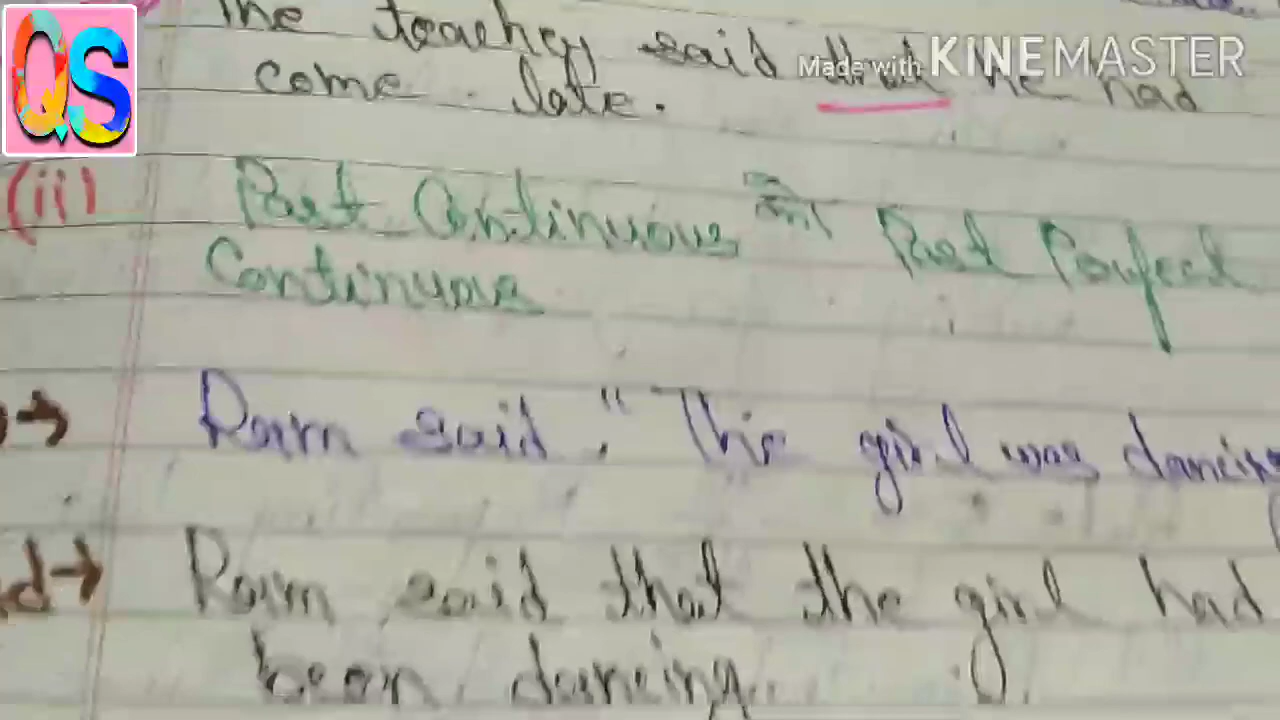 QS
Made with KINEMASTER
The teacher said that he had
come late.
(ii) Past Continuous को Past Perfect
Continuous
→ Ram said, "The girl was dancing
d→ Ram said that the girl had
been dancing.